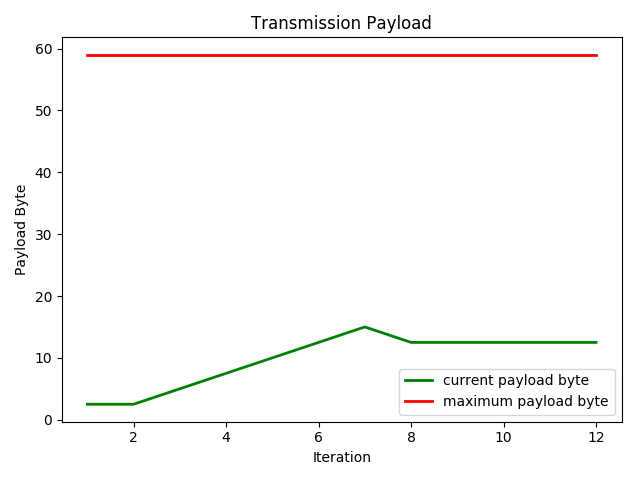 Transmission Payload
60
50
40
30
20
10
0
Payload Byte
current payload byte
maximum payload byte
2 4 6 8 10 12
Iteration